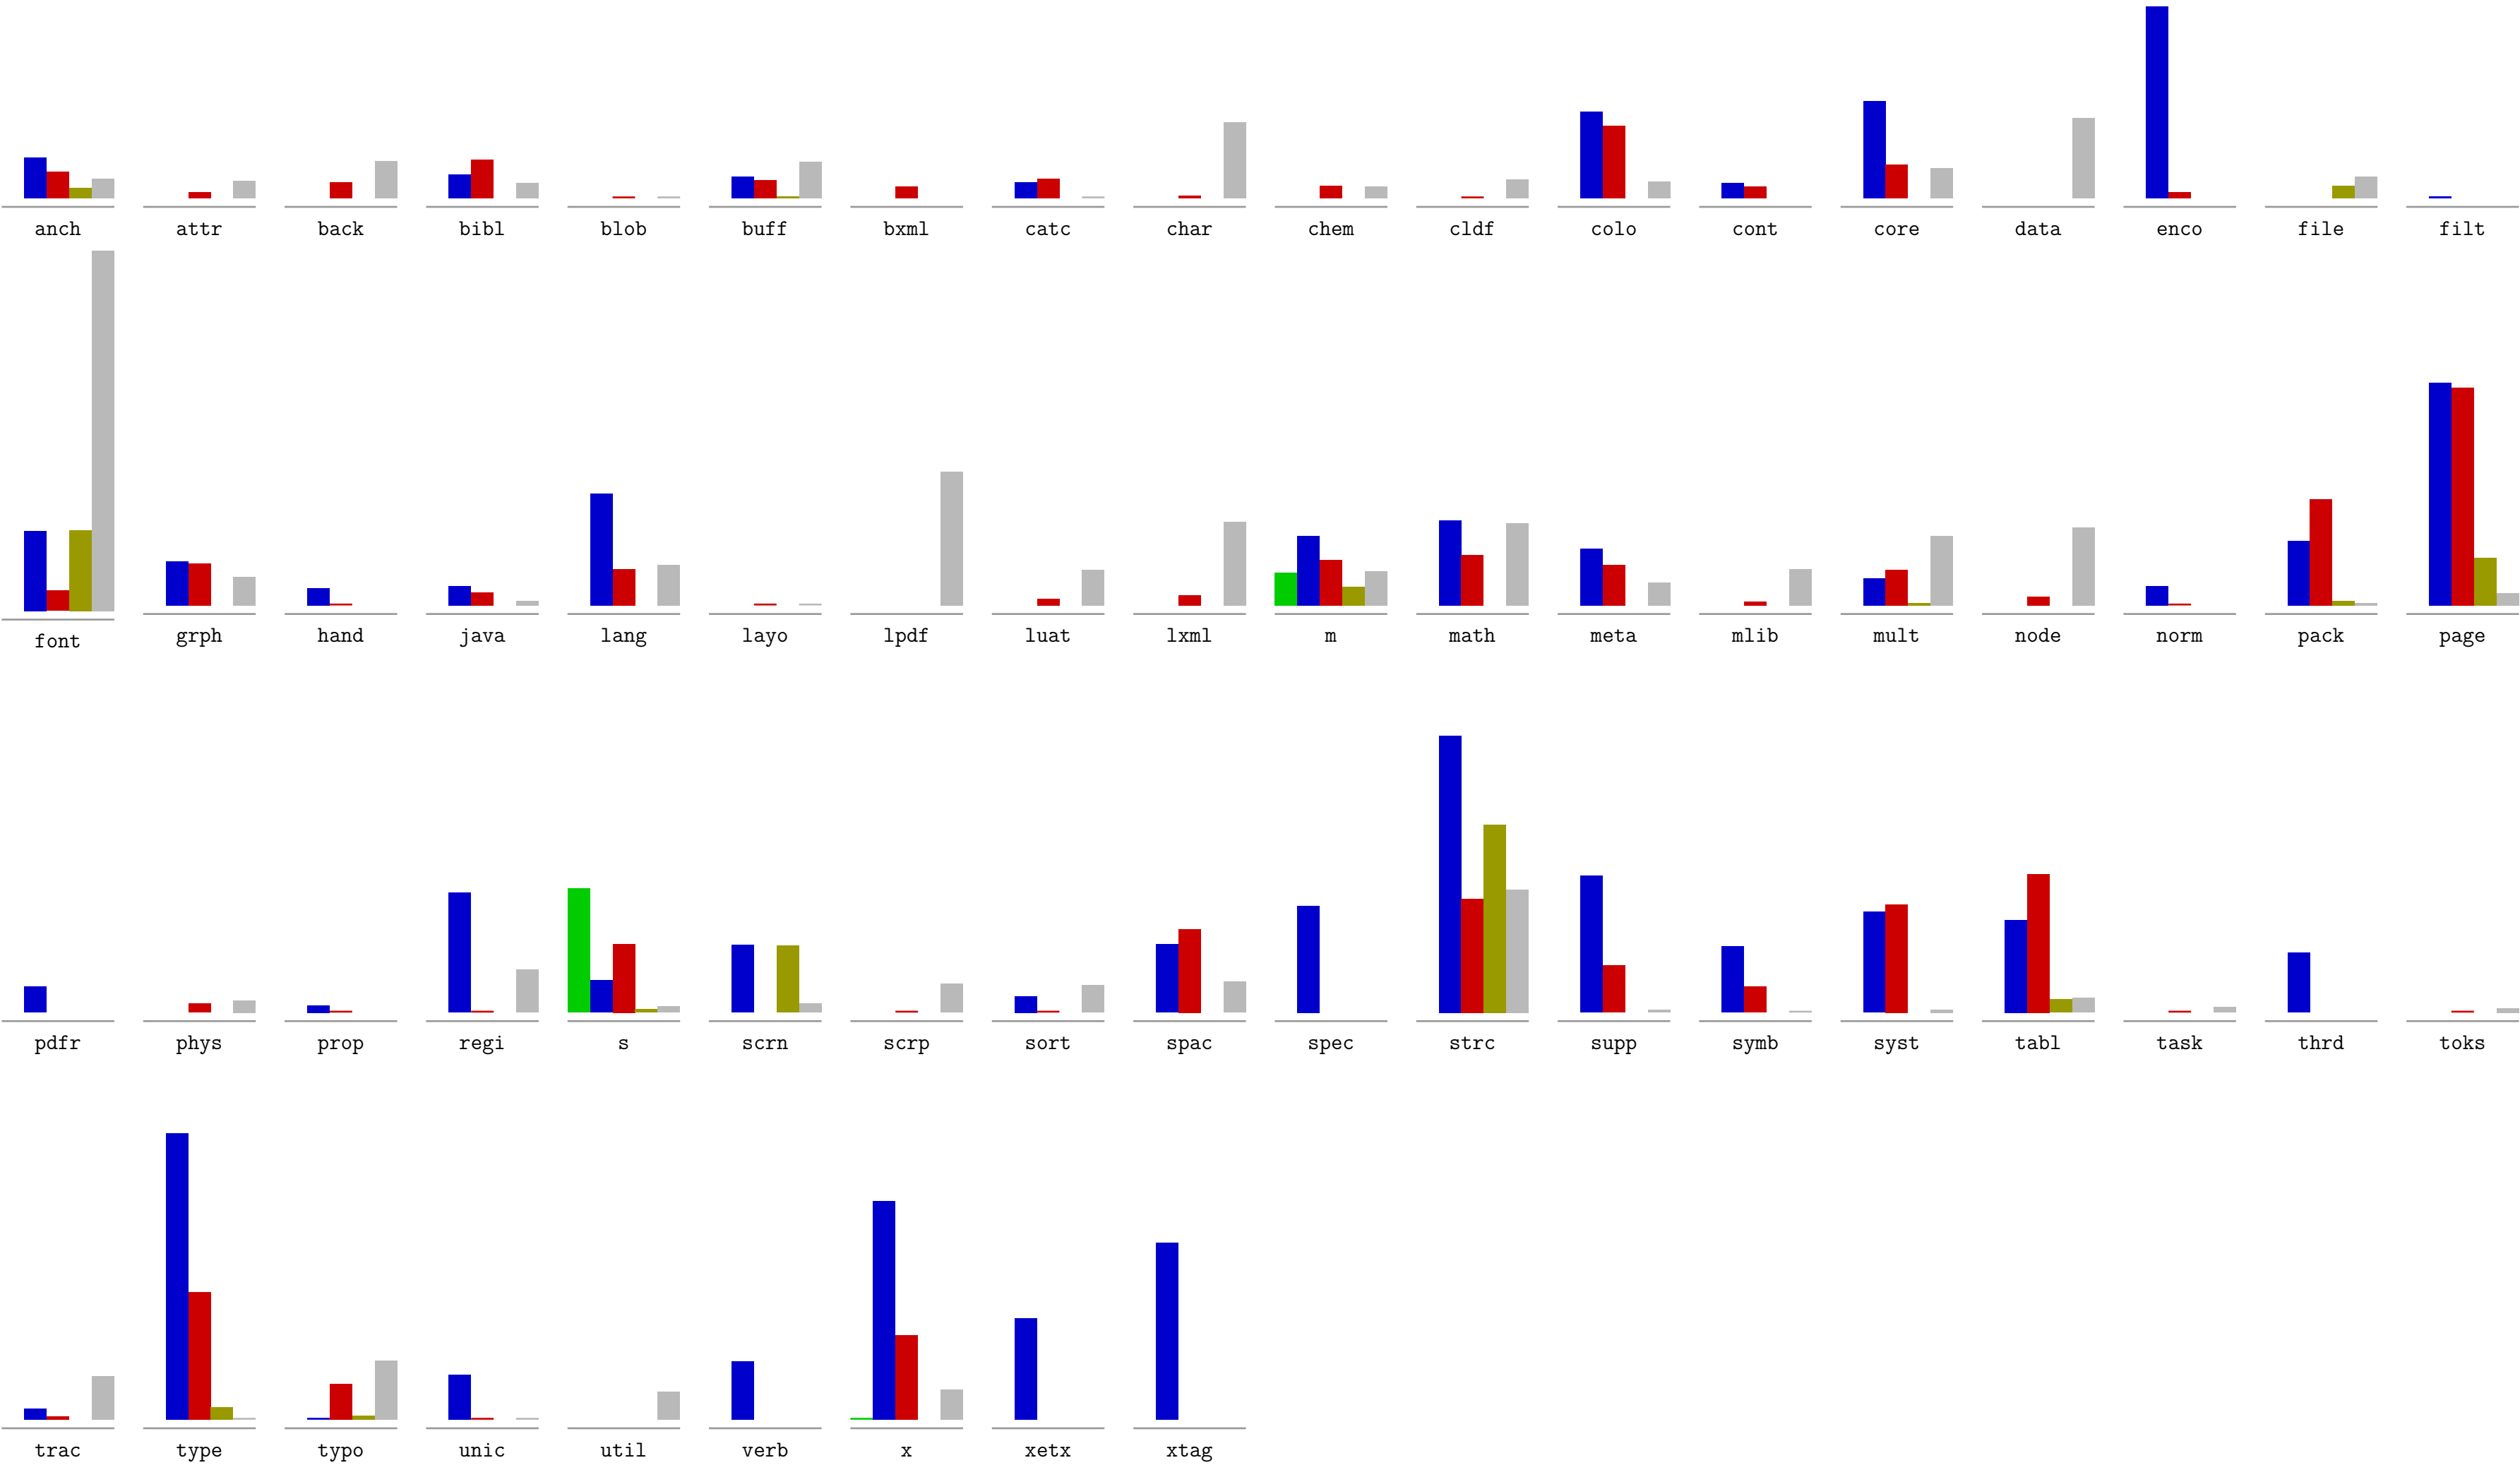 anch attr back bibl blob buff bxml catc char chem cldf colo cont core data enco file filt
font grph hand java lang layo lpdf luat lxml m math meta mlib mult node norm pack page
pdfr phys prop regi s scrn scrp sort spac spec strc supp symb syst tabl task thrd toks
trac type typo unic util verb x xetx xtag